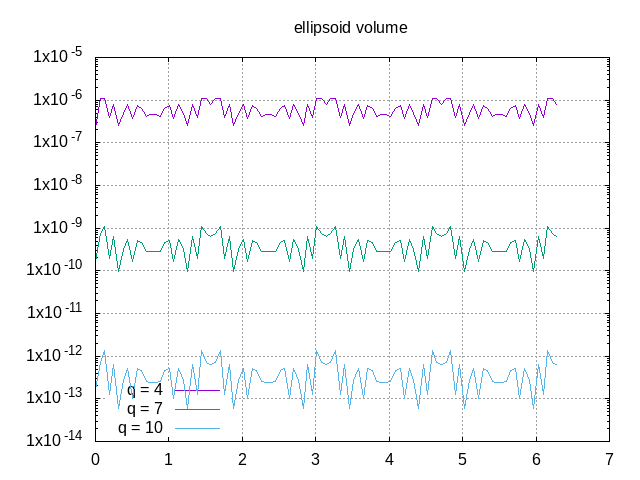 ellipsoid volume
1x10-5
1x10-6
1x10-7
1x10-8
1x10-9
1x10-10
1x10-11
1x10-12
1x10-13
1x10-14
q = 4
q = 7
q = 10
0 1 2 3 4 5 6 7